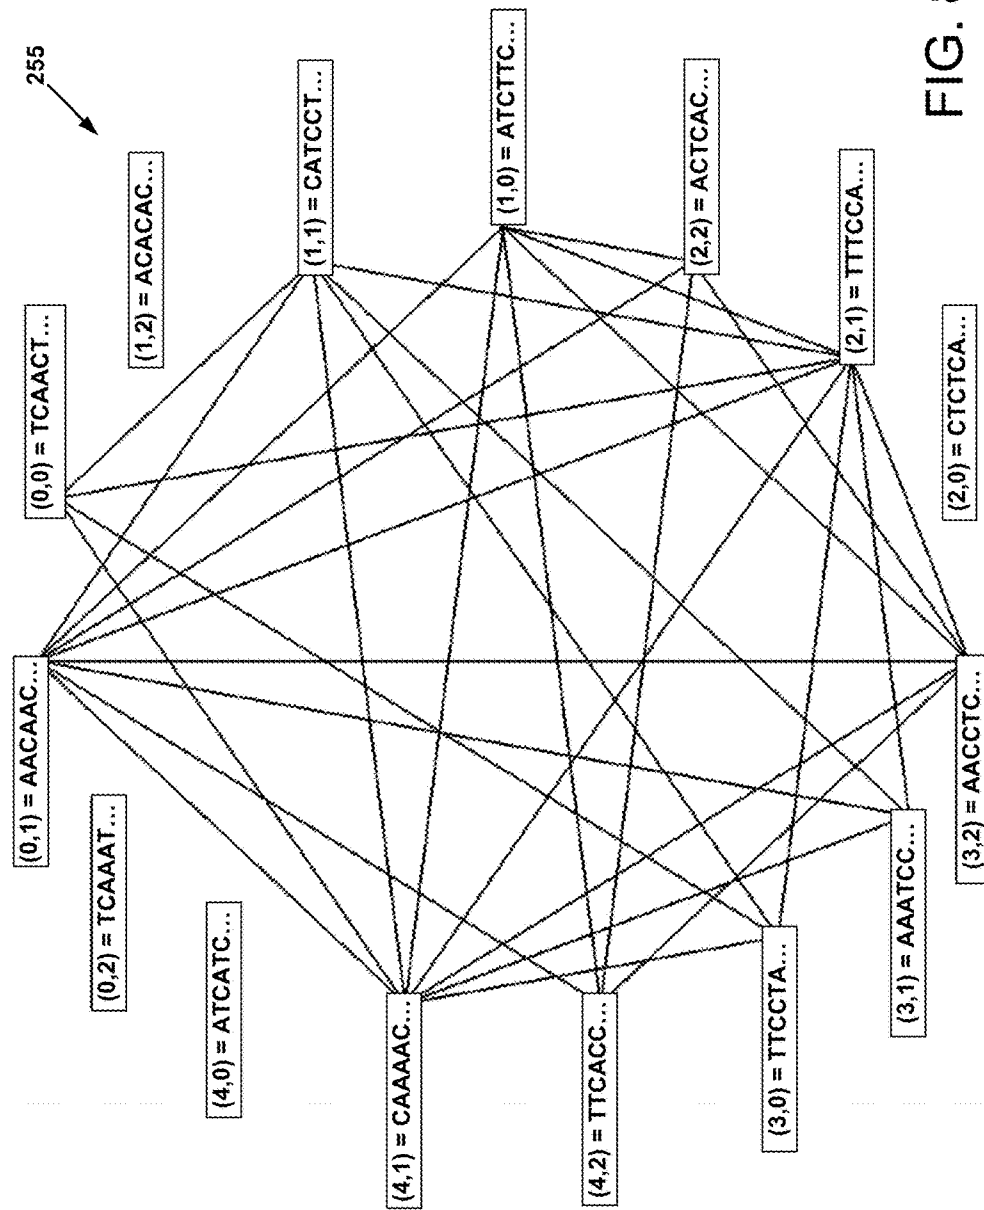 255
(0,0) = TCAACT...
(1,2) = ACACAC...
(1,1) = CATCCT...
(1,0) = ATCTTC...
(2,2) = ACTCAC...
(2,1) = TTTCCA...
(2,0) = CTCTCA...
(3,2) = AACCTC...
(3,1) = AAATCC...
(3,0) = TTCCTA...
(4,2) = TTCACC...
(4,1) = CAAAAC...
(4,0) = ATCATC...
(0,2) = TCAAAT...
(0,1) = AACAAC...
FIG.